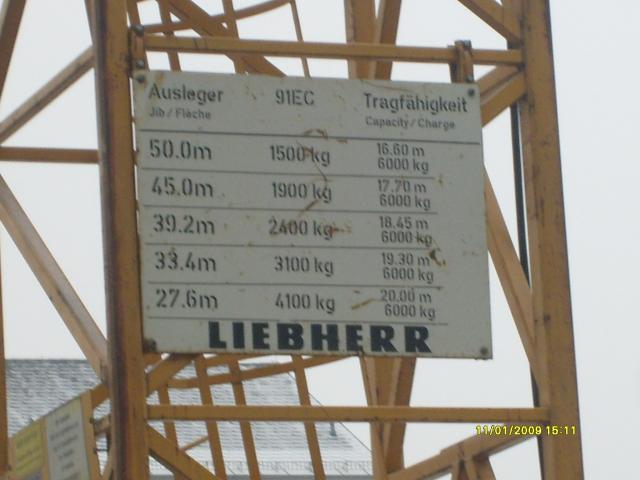 Ausleger 91EC Tragfähigkeit
Jib / Flèche Capacity / Charge
50.0m 1500 kg 16.60 m
6000 kg
45.0m 1900 kg 17.70 m
6000 kg
39.2m 2400 kg 18.45 m
6000 kg
33.4m 3100 kg 19.30 m
6000 kg
27.6m 4100 kg 20.00 m
6000 kg
LIEBHERR
11/01/2009 15:11